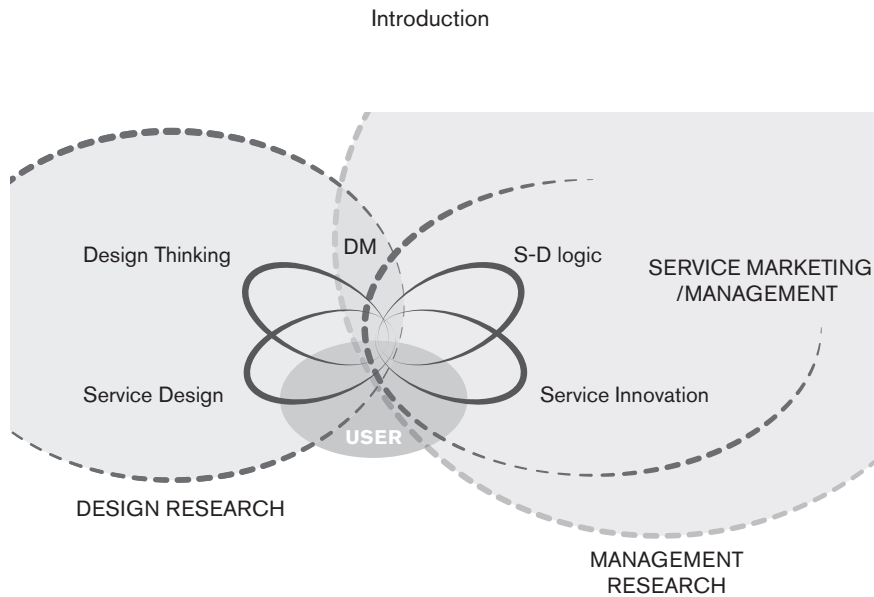 Introduction
DM
Design Thinking
S-D logic
SERVICE MARKETING
/MANAGEMENT
Service Design
Service Innovation
USER
DESIGN RESEARCH
MANAGEMENT
RESEARCH